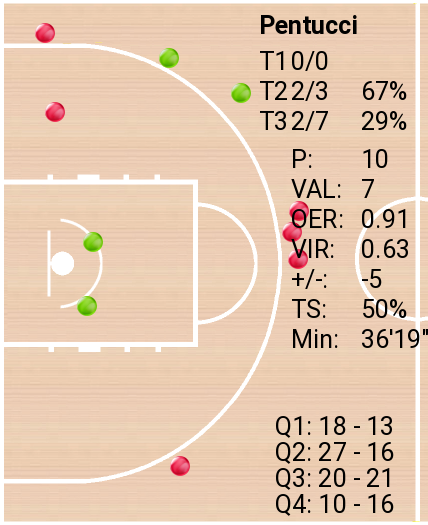 Pentucci
T1 0/0
T2 2/3 67%
T3 2/7 29%
P: 10
VAL: 7
OER: 0.91
VIR: 0.63
+/-: -5
TS: 50%
Min: 36'19"
Q1: 18 - 13
Q2: 27 - 16
Q3: 20 - 21
Q4: 10 - 16